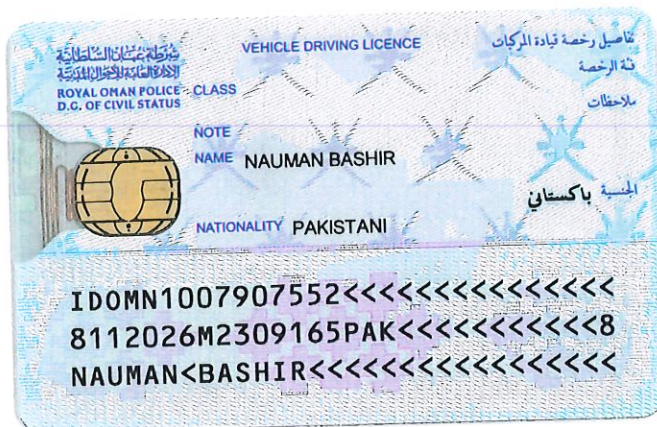 شرطة عمان السلطانية
الإدارة العامة للأحوال المدنية
ROYAL OMAN POLICE
D.G. OF CIVIL STATUS
VEHICLE DRIVING LICENCE
تفاصيل رخصة قيادة المركبات
CLASS
فئة الرخصة
NOTE
ملاحظات
NAME NAUMAN BASHIR
الجنسية باكستاني
NATIONALITY PAKISTANI
IDOMN1007907552<<<<<<<<<<<<<<<
8112026M2309165PAK<<<<<<<<<<<8
NAUMAN<BASHIR<<<<<<<<<<<<<<<<<